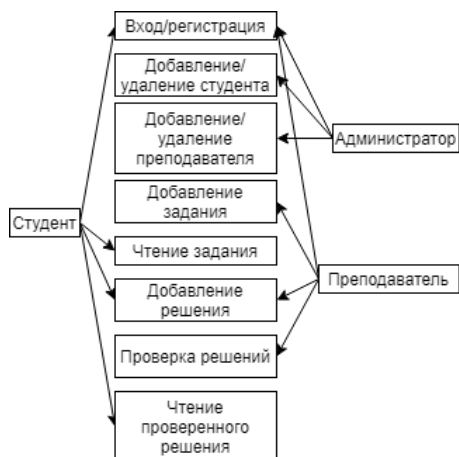 Вход/регистрация
Добавление/
удаление студента
Добавление/
удаление
преподавателя
Администратор
Добавление
задания
Студент
Чтение задания
Преподаватель
Добавление
решения
Проверка решений
Чтение
проверенного
решения